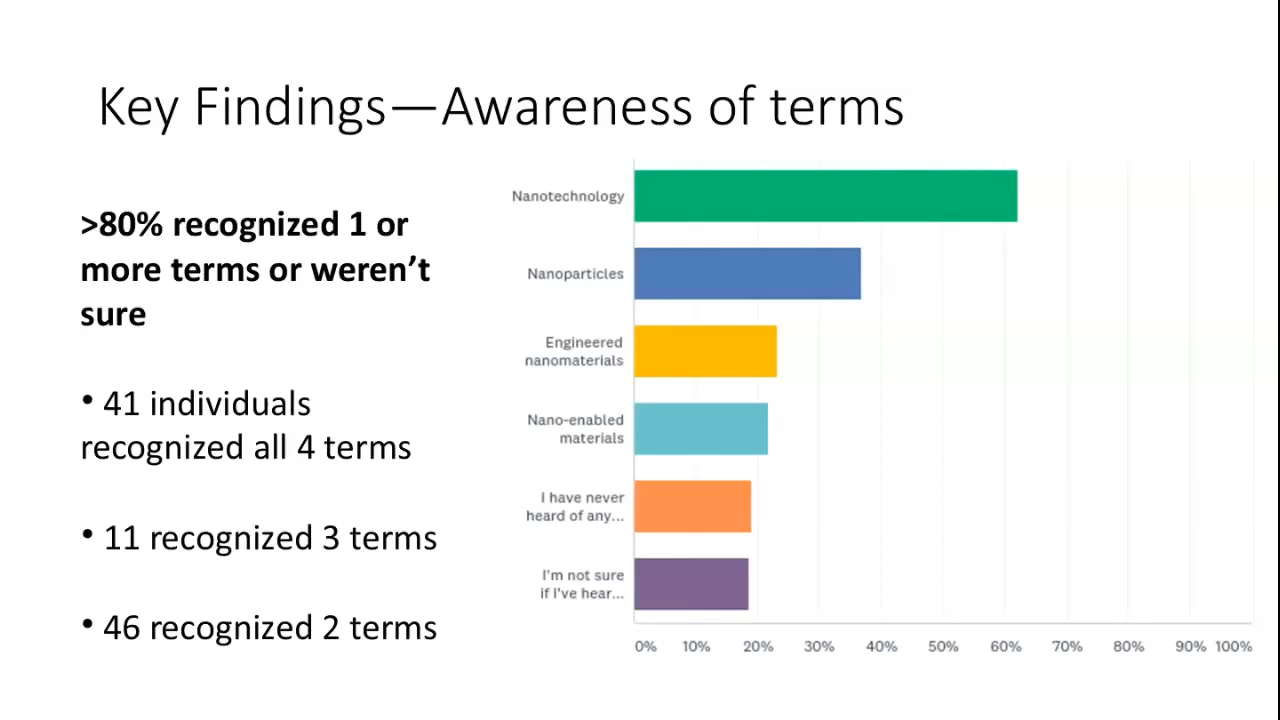 Key Findings—Awareness of terms
>80% recognized 1 or
more terms or weren’t
sure
• 41 individuals
recognized all 4 terms
• 11 recognized 3 terms
• 46 recognized 2 terms
Nanotechnology
Nanoparticles
Engineered
nanomaterials
Nano-enabled
materials
I have never
heard of any...
I'm not sure
if I've hear...
0% 10% 20% 30% 40% 50% 60% 70% 80% 90% 100%